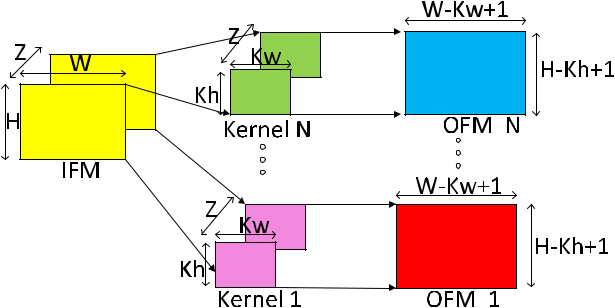 Z
W
H
IFM
Z
Kw
Kh
Kernel N
W-Kw+1
H-Kh+1
OFM N
Z
Kw
Kh
Kernel 1
W-Kw+1
H-Kh+1
OFM 1